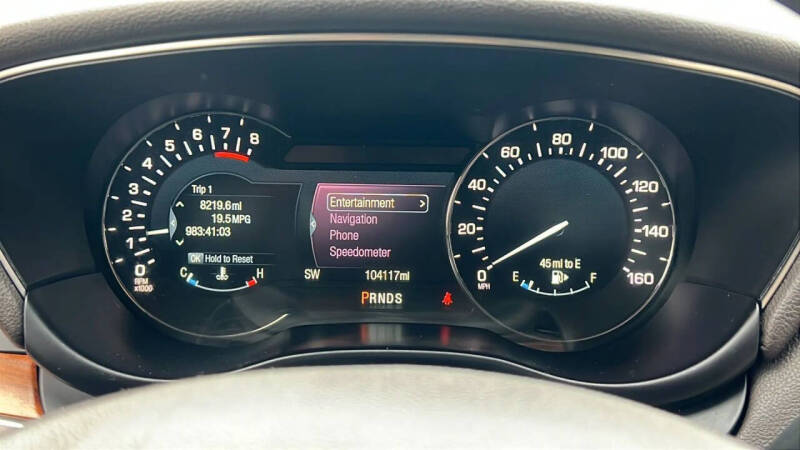 0 1 2 3 4 5 6 7 8
RPM
x1000
Trip 1
8219.6mi
19.5MPG
983:41:03
OK Hold to Reset
C H
Entertainment >
Navigation
Phone
Speedometer
SW 104117mi
PRNDS
0 20 40 60 80 100 120 140 160
MPH
45 mi to E
E F